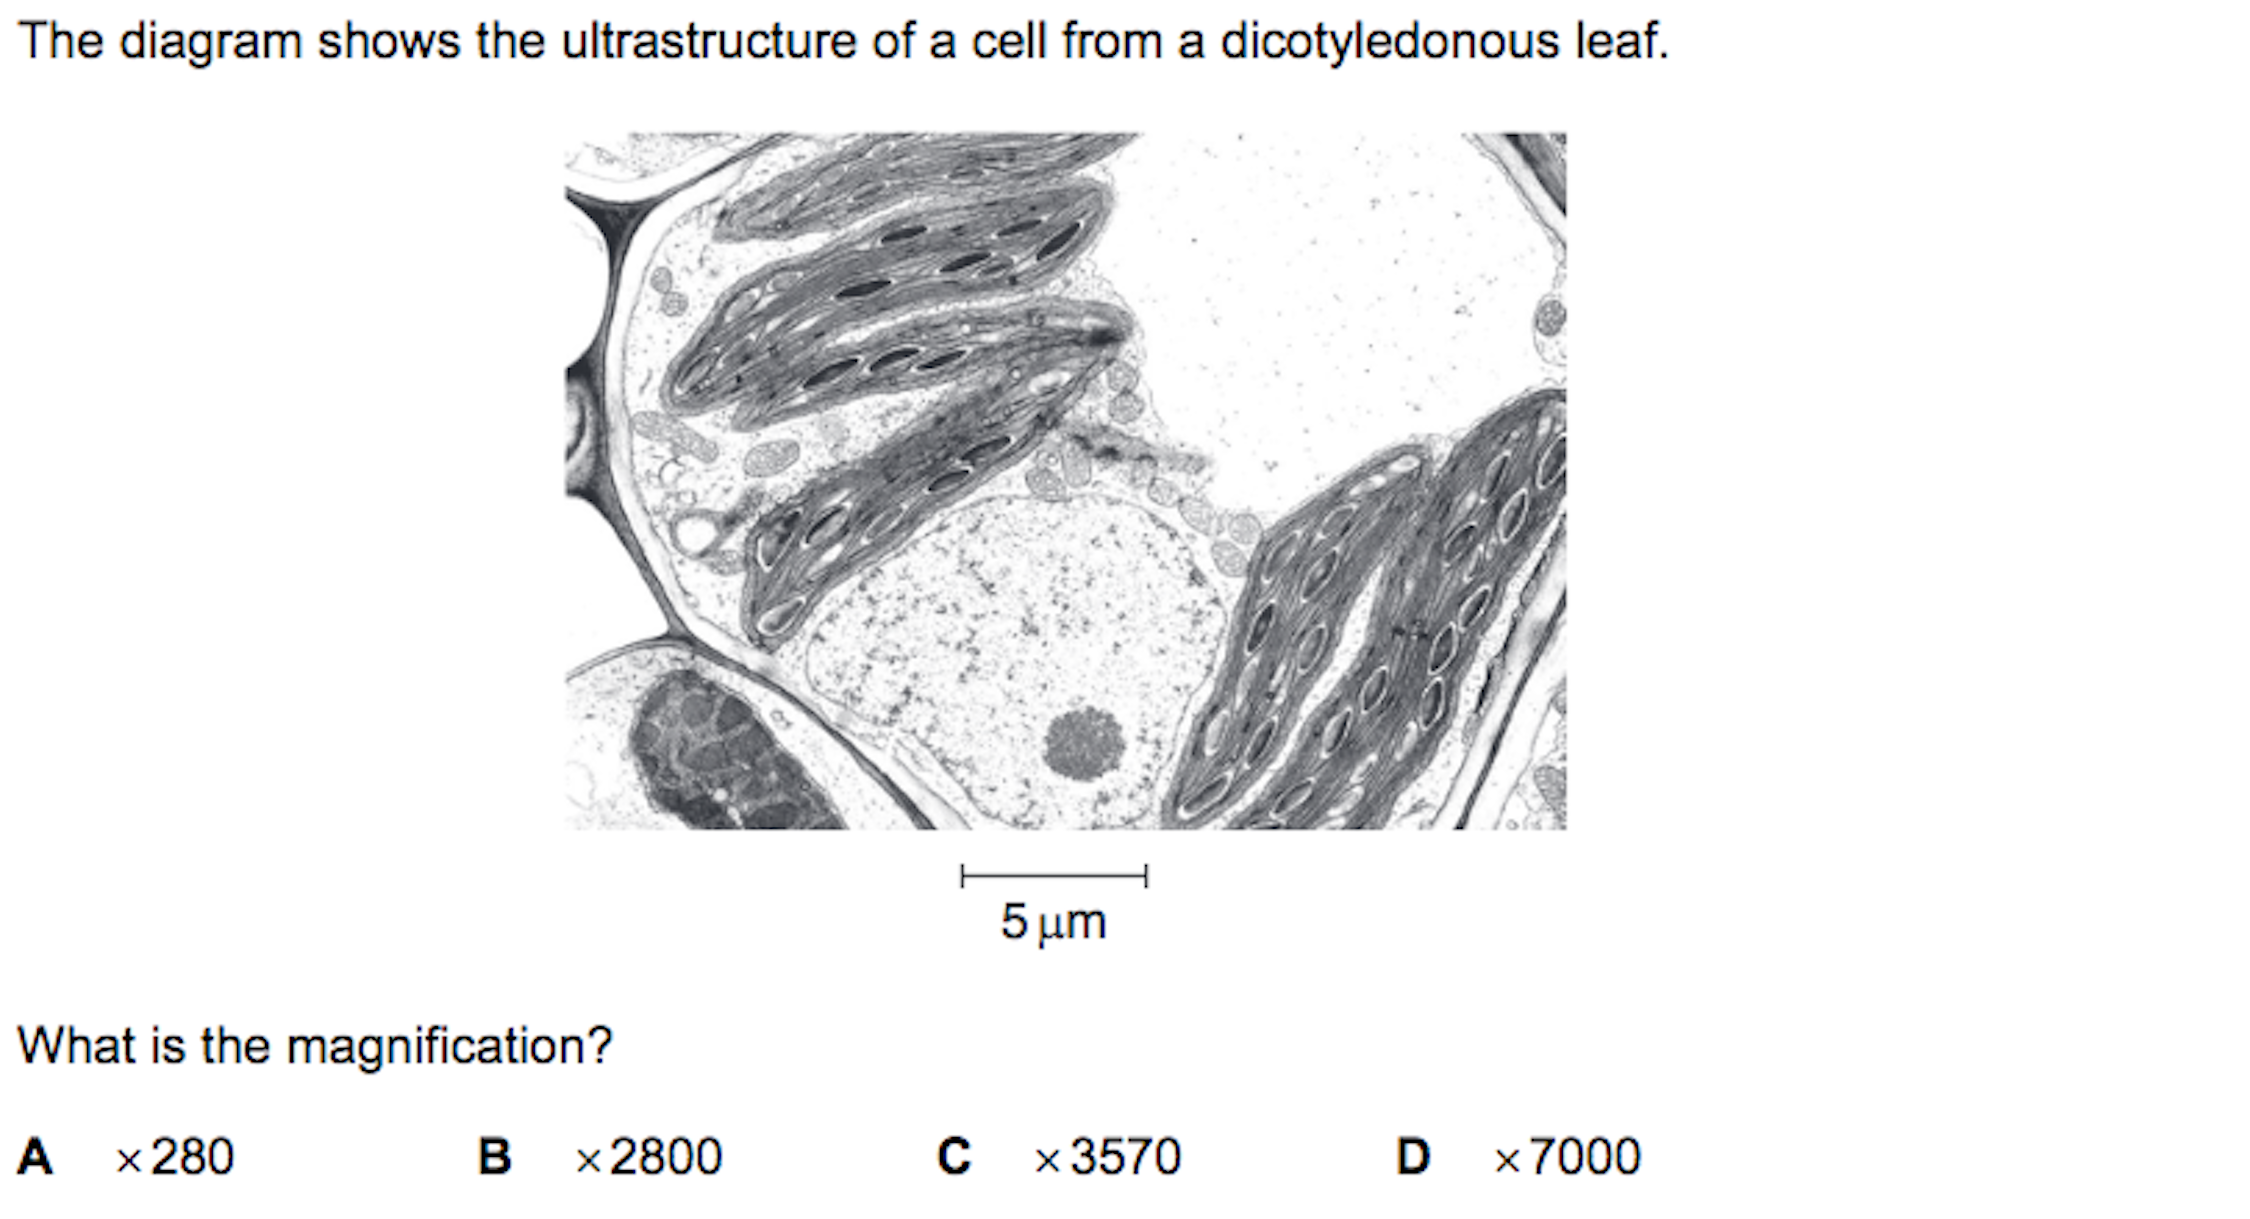 The diagram shows the ultrastructure of a cell from a dicotyledonous leaf.
5 μm
What is the magnification?
A ×280 B ×2800 C ×3570 D ×7000